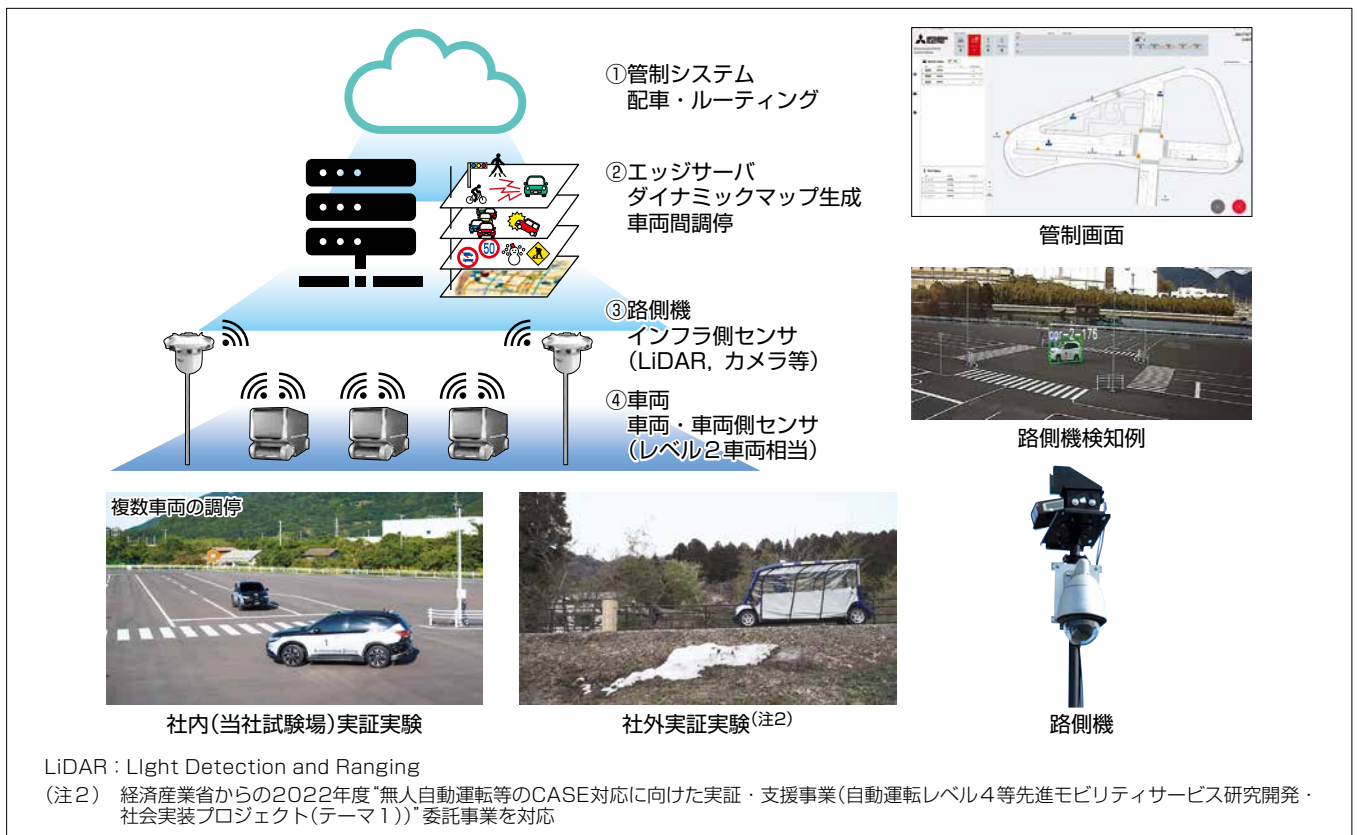 ①管制システム
配車・ルーティング
②エッジサーバ
ダイナミックマップ生成
車両間調停
50
③路側機
インフラ側センサ
(LiDAR, カメラ等)
④車両
車両・車両側センサ
(レベル2車両相当)
MITSUBISHI
ELECTRIC
管制画面
car-2-176
路側機検知例
複数車両の調停
社内(当社試験場)実証実験
社外実証実験(注2)
路側機
LiDAR：LIght Detection and Ranging
(注2) 経済産業省からの2022年度“無人自動運転等のCASE対応に向けた実証・支援事業(自動運転レベル4等先進モビリティサービス研究開発・
社会実装プロジェクト(テーマ1))”委託事業を対応